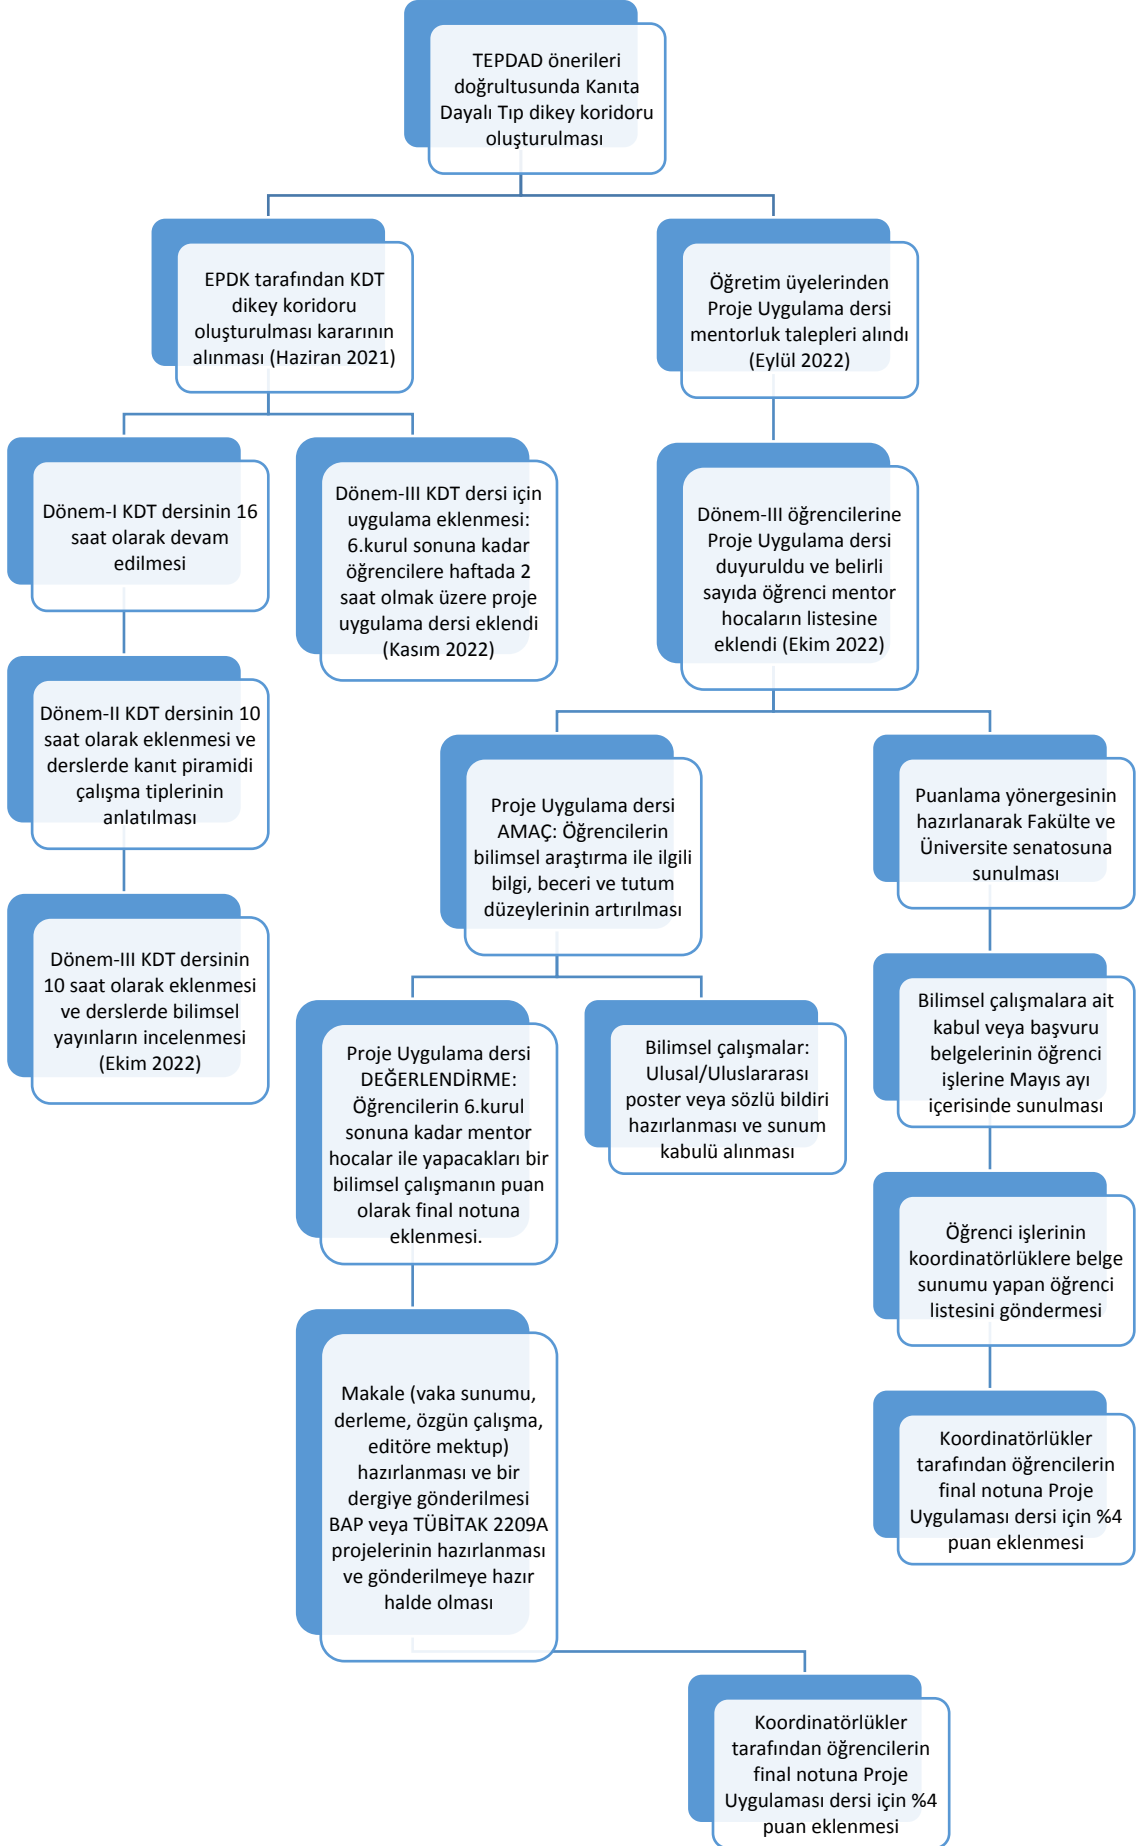 TEPDAD önerileri
doğrultusunda Kanıta
Dayalı Tıp dikey koridoru
oluşturulması
EPDK tarafından KDT
dikey koridoru
oluşturulması kararının
alınması (Haziran 2021)
Öğretim üyelerinden
Proje Uygulama dersi
mentorluk talepleri alındı
(Eylül 2022)
Dönem-I KDT dersinin 16
saat olarak devam
edilmesi
Dönem-III KDT dersi için
uygulama eklenmesi:
6.kurul sonuna kadar
öğrencilere haftada 2
saat olmak üzere proje
uygulama dersi eklendi
(Kasım 2022)
Dönem-III öğrencilerine
Proje Uygulama dersi
duyuruldu ve belirli
sayıda öğrenci mentor
hocaların listesine
eklendi (Ekim 2022)
Dönem-II KDT dersinin 10
saat olarak eklenmesi ve
derslerde kanıt piramidi
çalışma tiplerinin
anlatılması
Proje Uygulama dersi
AMAÇ: Öğrencilerin
bilimsel araştırma ile ilgili
bilgi, beceri ve tutum
düzeylerinin artırılması
Puanlama yönergesinin
hazırlanarak Fakülte ve
Üniversite senatosuna
sunulması
Dönem-III KDT dersinin
10 saat olarak eklenmesi
ve derslerde bilimsel
yayınların incelenmesi
(Ekim 2022)
Proje Uygulama dersi
DEĞERLENDİRME:
Öğrencilerin 6.kurul
sonuna kadar mentor
hocalar ile yapacakları bir
bilimsel çalışmanın puan
olarak final notuna
eklenmesi.
Bilimsel çalışmalar:
Ulusal/Uluslararası
poster veya sözlü bildiri
hazırlanması ve sunum
kabulü alınması
Bilimsel çalışmalara ait
kabul veya başvuru
belgelerinin öğrenci
işlerine Mayıs ayı
içerisinde sunulması
Öğrenci işlerinin
koordinatörlüklere belge
sunumu yapan öğrenci
listesini göndermesi
Makale (vaka sunumu,
derleme, özgün çalışma,
editöre mektup)
hazırlanması ve bir
dergiye gönderilmesi
BAP veya TÜBİTAK 2209A
projelerinin hazırlanması
ve gönderilmeye hazır
halde olması
Koordinatörlükler
tarafından öğrencilerin
final notuna Proje
Uygulaması dersi için %4
puan eklenmesi
Koordinatörlükler
tarafından öğrencilerin
final notuna Proje
Uygulaması dersi için %4
puan eklenmesi